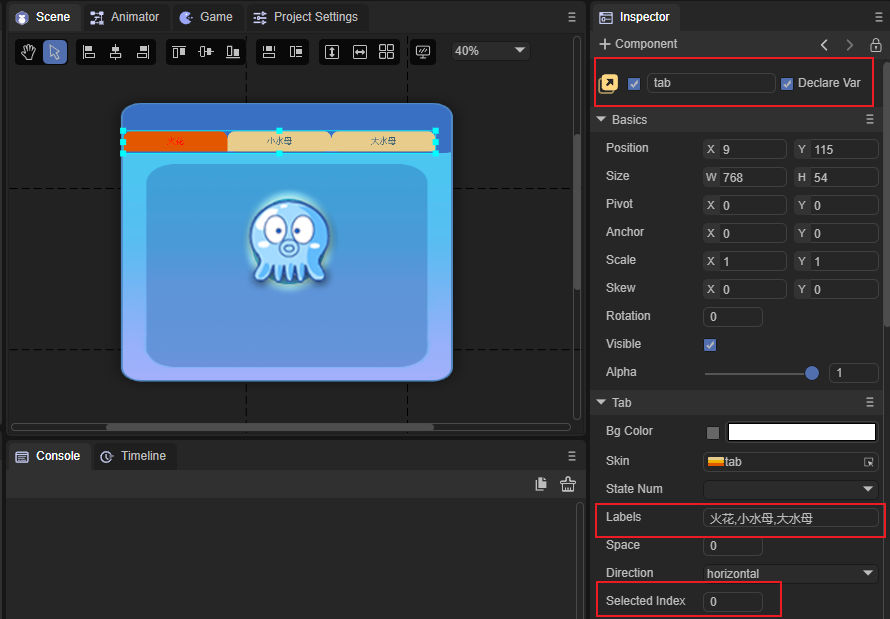 Scene Animator Game Project Settings
40%
火花 小水母 大水母
Console Timeline
Inspector
Component
tab Declare Var
Basics
Position X 9 Y 115
Size W 768 H 54
Pivot X 0 Y 0
Anchor X 0 Y 0
Scale X 1 Y 1
Skew X 0 Y 0
Rotation 0
Visible
Alpha 1
Tab
Bg Color
Skin tab
State Num
Labels 火花,小水母,大水母
Space 0
Direction horizontal
Selected Index 0